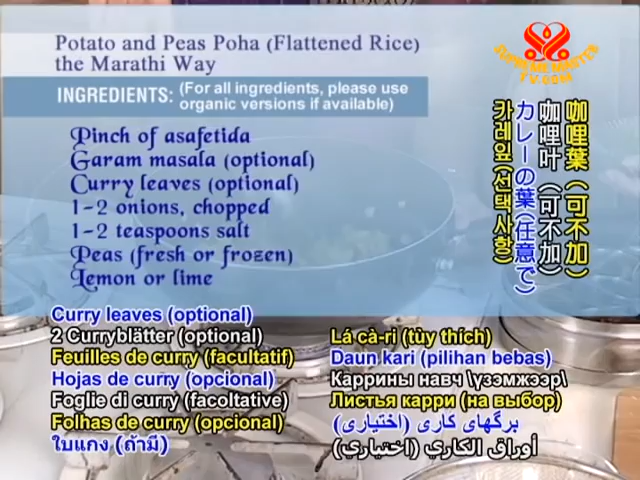 Potato and Peas Poha (Flattened Rice)
the Marathi Way
INGREDIENTS: (For all ingredients, please use
organic versions if available)
Pinch of asafetida
Garam masala (optional)
Curry leaves (optional)
1-2 onions, chopped
1-2 teaspoons salt
Peas (fresh or frozen)
Lemon or lime
SUPREME MASTER
TV.COM
咖哩葉（可不加）
咖哩叶（可不加）
カレーの葉(任意で)
카레잎(선택 사항)
Curry leaves (optional)
2 Curryblätter (optional)
Feuilles de curry (facultatif)
Hojas de curry (opcional)
Foglie di curry (facoltative)
Folhas de curry (opcional)
ใบแกง (ถ้ามี)
Lá cà-ri (tùy thích)
Daun kari (pilihan bebas)
Каррины навч \үзэмжээр\
Листья карри (на выбор)
برگهای کاری (اختیاری)
أوراق الكاري (اختياري)